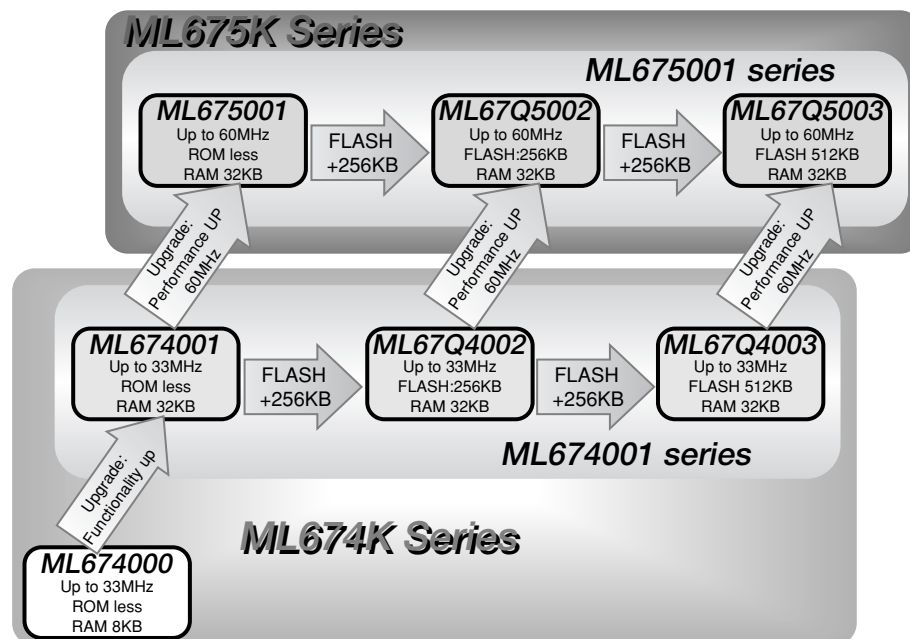 ML675K Series
ML675001 series
ML675001
Up to 60MHz
ROM less
RAM 32KB
FLASH
+256KB
ML67Q5002
Up to 60MHz
FLASH:256KB
RAM 32KB
FLASH
+256KB
ML67Q5003
Up to 60MHz
FLASH 512KB
RAM 32KB
Upgrade:
Performance UP
60MHz
Upgrade:
Performance UP
60MHz
Upgrade:
Performance UP
60MHz
ML674001
Up to 33MHz
ROM less
RAM 32KB
FLASH
+256KB
ML67Q4002
Up to 33MHz
FLASH:256KB
RAM 32KB
FLASH
+256KB
ML67Q4003
Up to 33MHz
FLASH 512KB
RAM 32KB
ML674001 series
Upgrade:
Functionality up
ML674K Series
ML674000
Up to 33MHz
ROM less
RAM 8KB